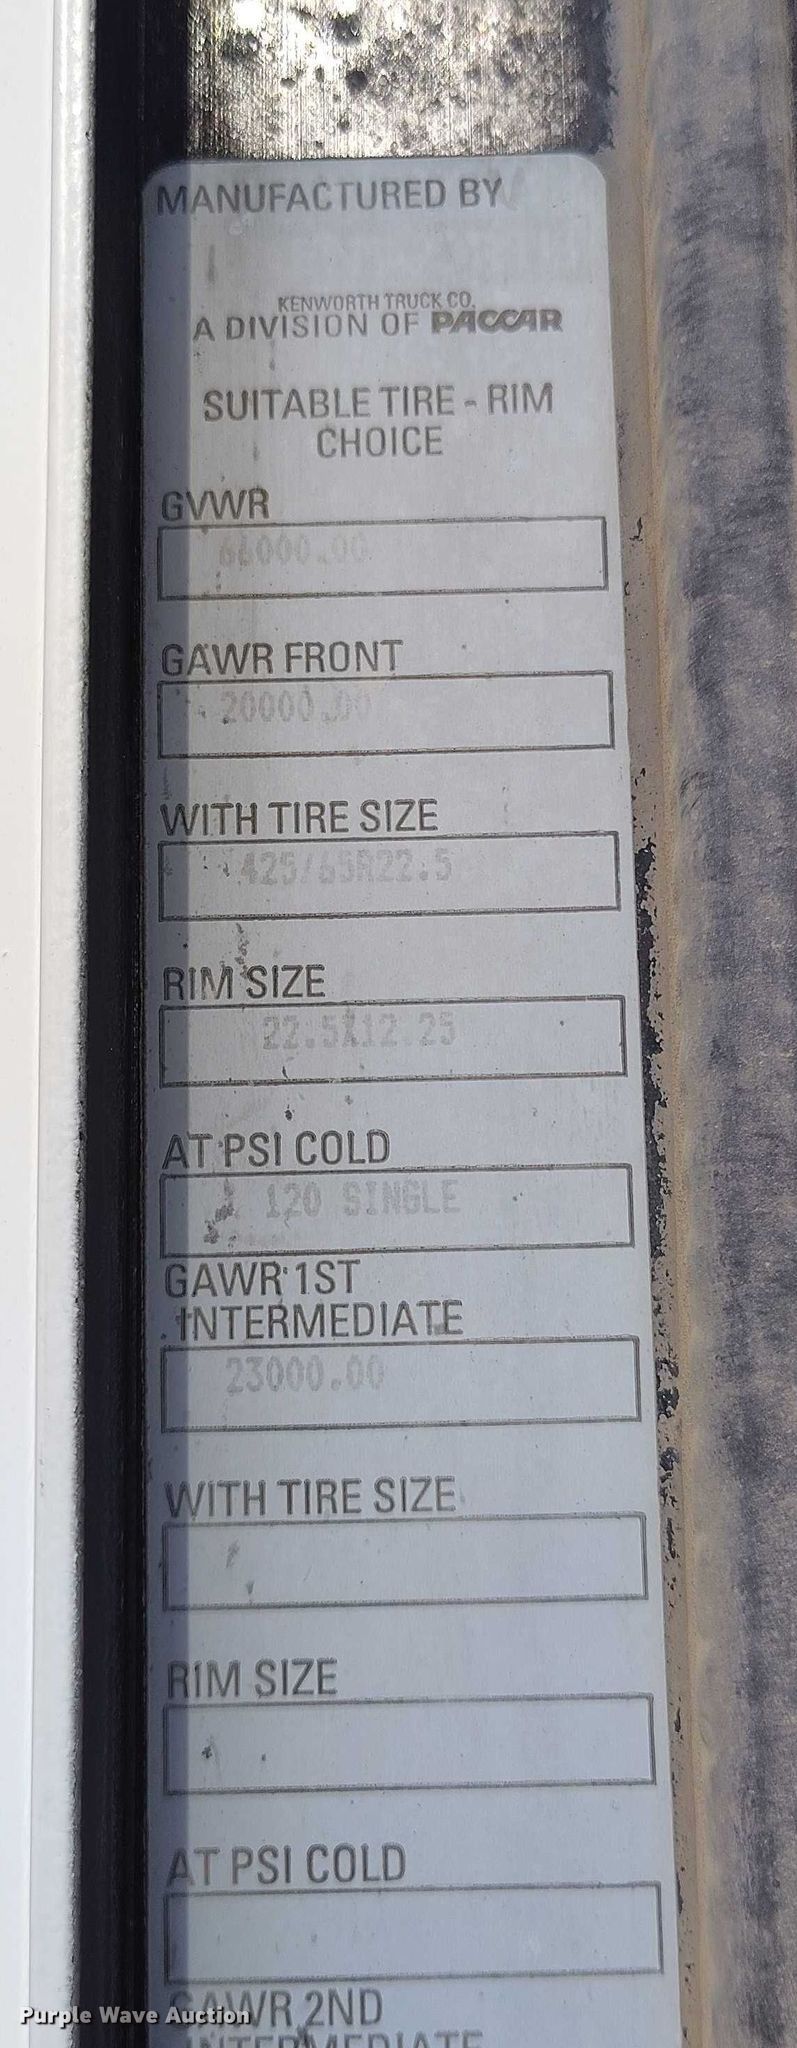 MANUFACTURED BY
KENWORTH TRUCK CO.
A DIVISION OF PACCAR
SUITABLE TIRE - RIM
CHOICE
GVWR
66000.00
GAWR FRONT
20000.00
WITH TIRE SIZE
425/65R22.5
RIM SIZE
22.5X12.25
AT PSI COLD
120 SINGLE
GAWR 1ST
INTERMEDIATE
23000.00
WITH TIRE SIZE
RIM SIZE
AT PSI COLD
GAWR 2ND
INTERMEDIATE
Purple Wave Auction